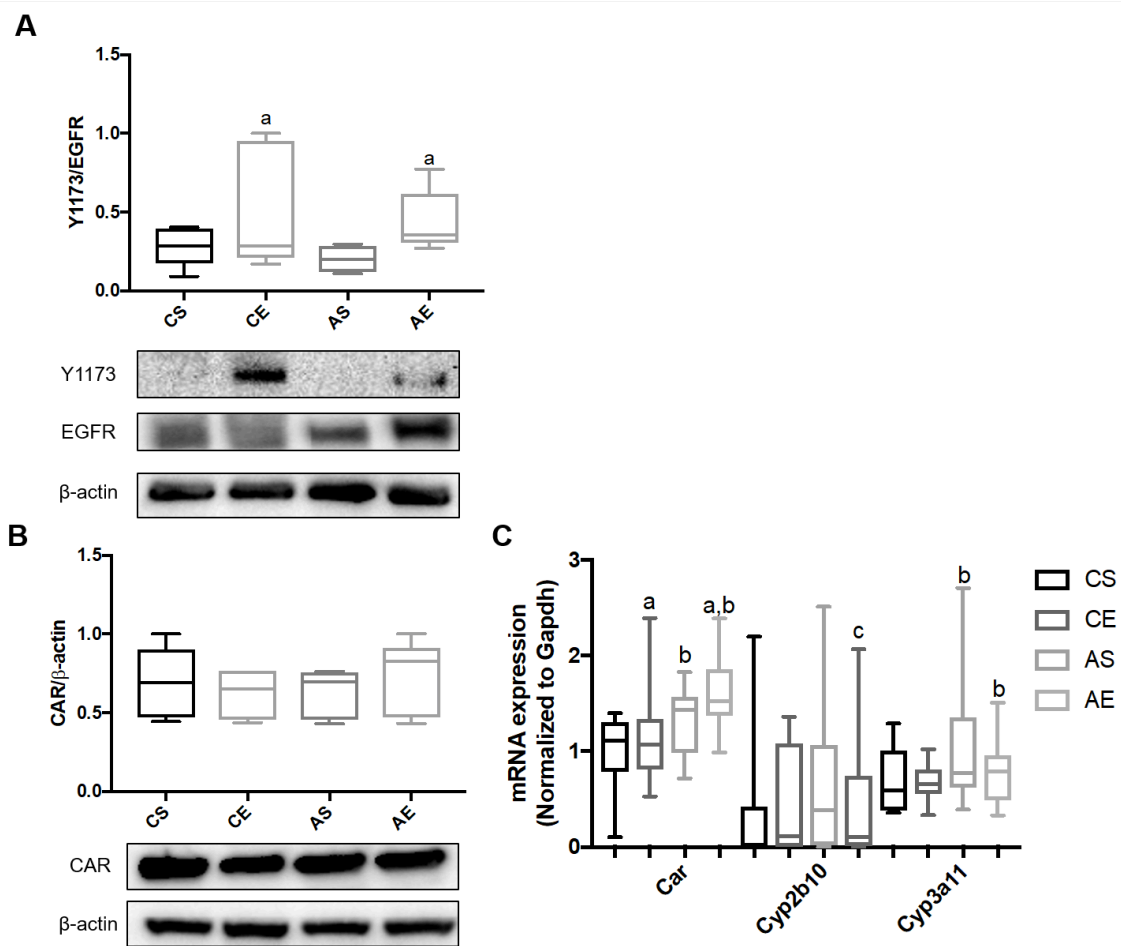 A
1.5
1.0
0.5
0.0
Y1173/EGFR
a
a
CS
CE
AS
AE
Y1173
EGFR
β-actin
B
1.5
1.0
0.5
0.0
CAR/β-actin
CS
CE
AS
AE
CAR
β-actin
C
3
2
1
0
mRNA expression
(Normalized to Gapdh)
a
b
a,b
c
b
b
Car
Cyp2b10
Cyp3a11
CS
CE
AS
AE